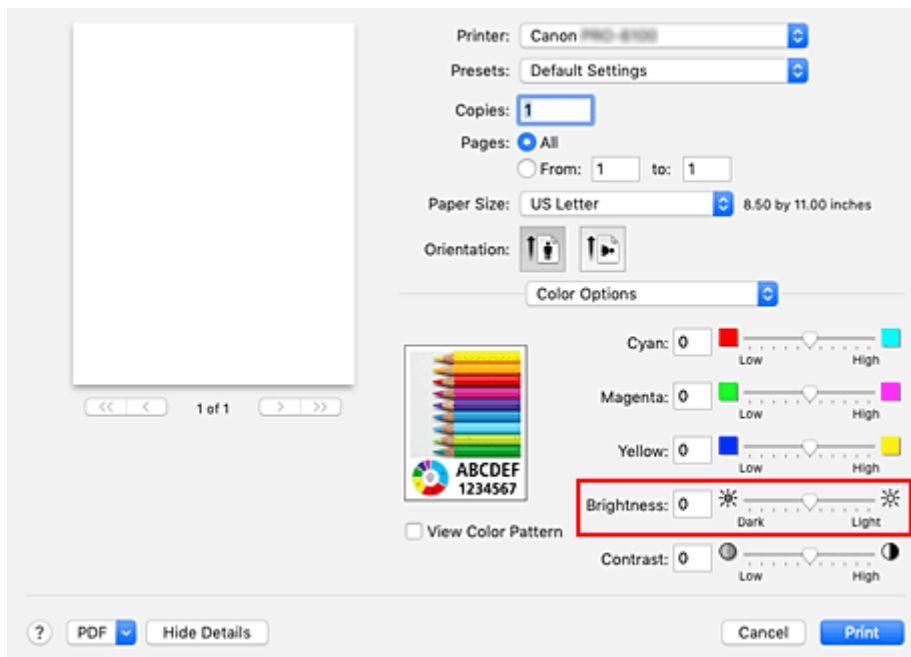 Printer: Canon
Presets: Default Settings
Copies: 1
Pages: All
From: 1 to: 1
Paper Size: US Letter 8.50 by 11.00 inches
Orientation:
Color Options
Cyan: 0
Low High
Magenta: 0
Low High
Yellow: 0
Low High
Brightness: 0
Dark Light
Contrast: 0
Low High
ABCDEF
1234567
View Color Pattern
<< < 1 of 1 > >>
? PDF Hide Details Cancel Print